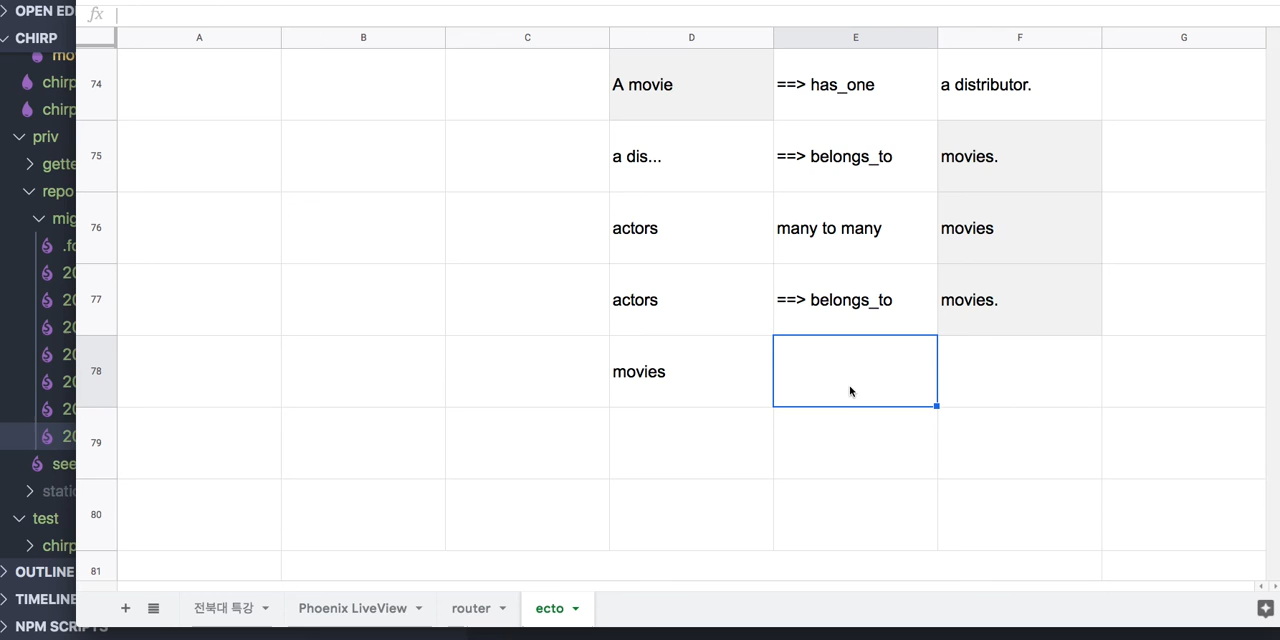 OPEN EDI
CHIRP
mo
chirp
chirp
priv
gette
repo
mig
.fo
20
20
20
20
20
20
20
see
static
test
chirp
OUTLINE
TIMELINE
NPM SCRIPTS
fx
A B C D E F G
74 A movie ==> has_one a distributor.
75 a dis... ==> belongs_to movies.
76 actors many to many movies
77 actors ==> belongs_to movies.
78 movies
79
80
81
+ 전북대 특강 Phoenix LiveView router ecto